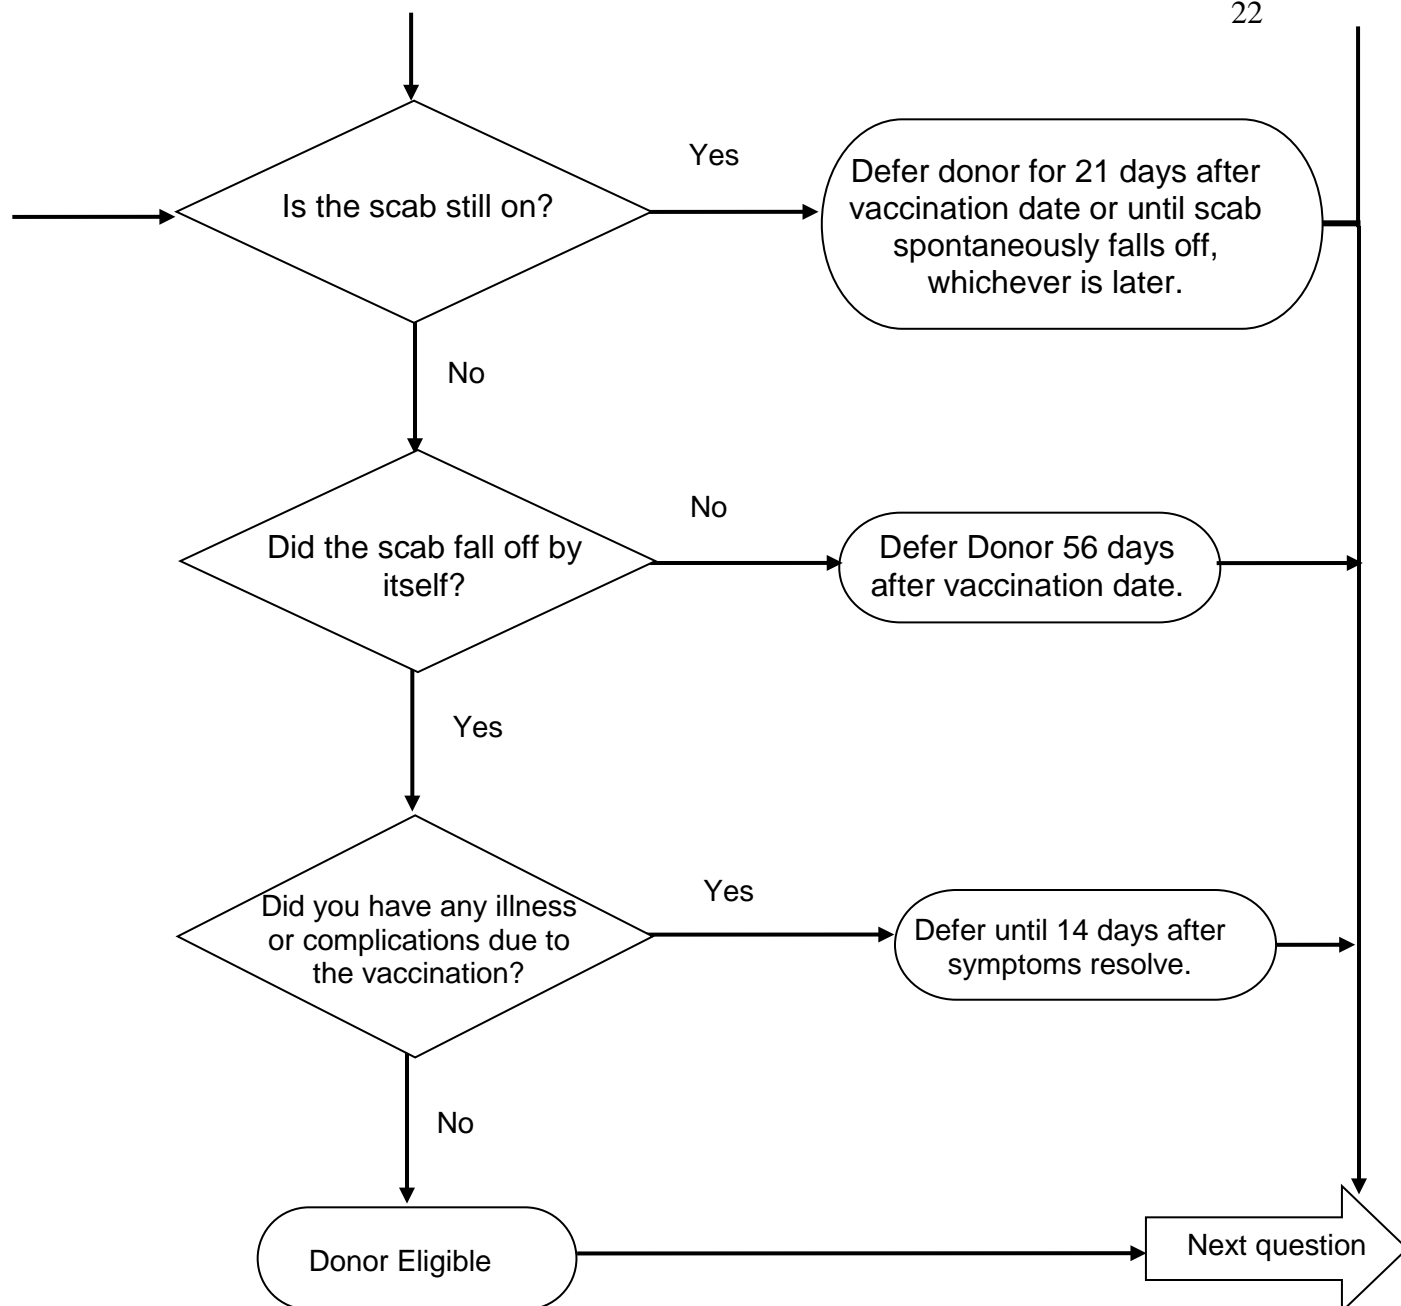 22
Is the scab still on?
Yes
Defer donor for 21 days after
vaccination date or until scab
spontaneously falls off,
whichever is later.
No
Did the scab fall off by
itself?
No
Defer Donor 56 days
after vaccination date.
Yes
Did you have any illness
or complications due to
the vaccination?
Yes
Defer until 14 days after
symptoms resolve.
No
Donor Eligible
Next question